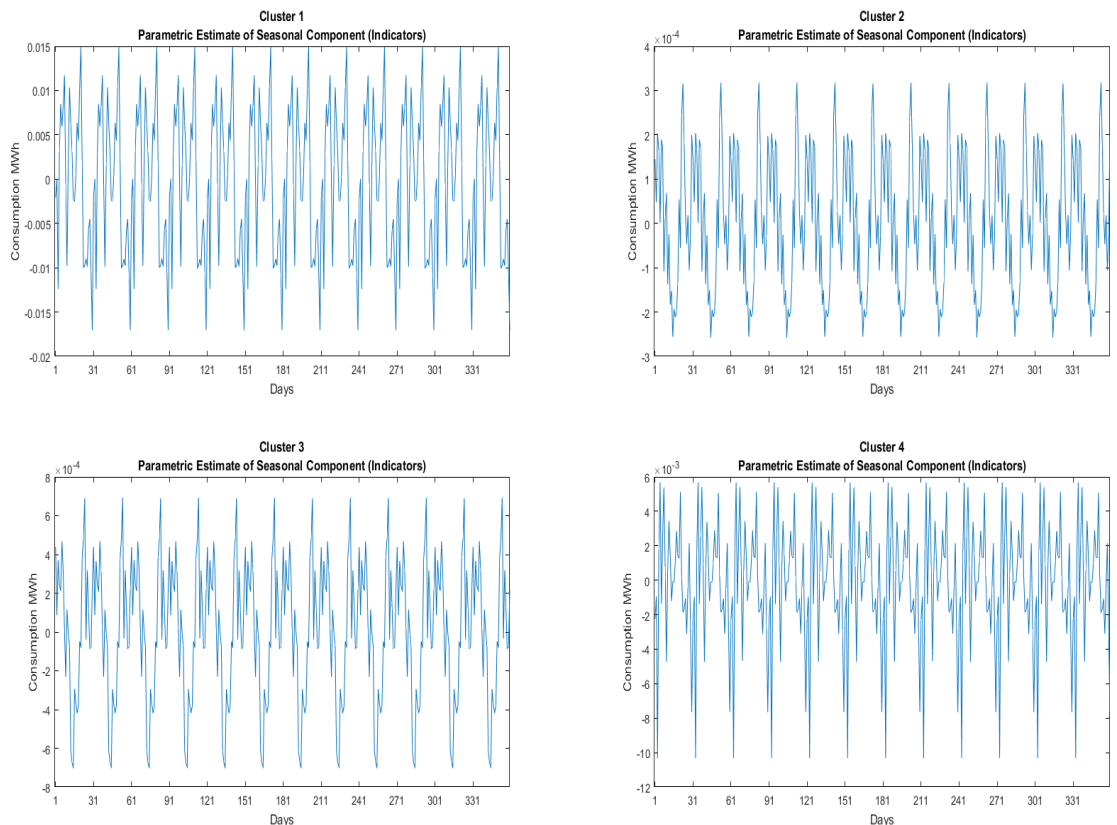 Cluster 1
Parametric Estimate of Seasonal Component (Indicators)
0.015
0.01
0.005
0
-0.005
-0.01
-0.015
-0.02
Consumption MWh
1 31 61 91 121 151 181 211 241 271 301 331
Days
Cluster 2
Parametric Estimate of Seasonal Component (Indicators)
×10-4
4
3
2
1
0
-1
-2
-3
Consumption MWh
1 31 61 91 121 151 181 211 241 271 301 331
Days
Cluster 3
Parametric Estimate of Seasonal Component (Indicators)
×10-4
8
6
4
2
0
-2
-4
-6
-8
Consumption MWh
1 31 61 91 121 151 181 211 241 271 301 331
Days
Cluster 4
Parametric Estimate of Seasonal Component (Indicators)
×10-3
6
4
2
0
-2
-4
-6
-8
-10
-12
Consumption MWh
1 31 61 91 121 151 181 211 241 271 301 331
Days